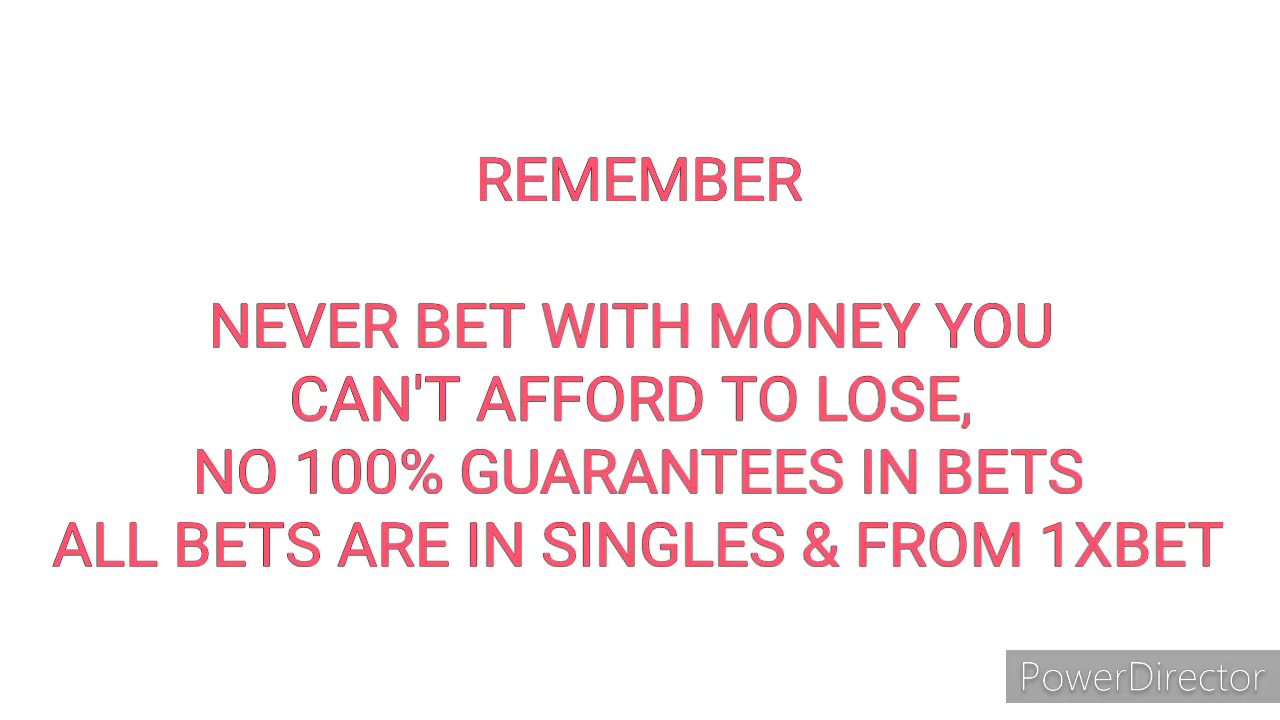 REMEMBER
NEVER BET WITH MONEY YOU
CAN'T AFFORD TO LOSE,
NO 100% GUARANTEES IN BETS
ALL BETS ARE IN SINGLES & FROM 1XBET
PowerDirector